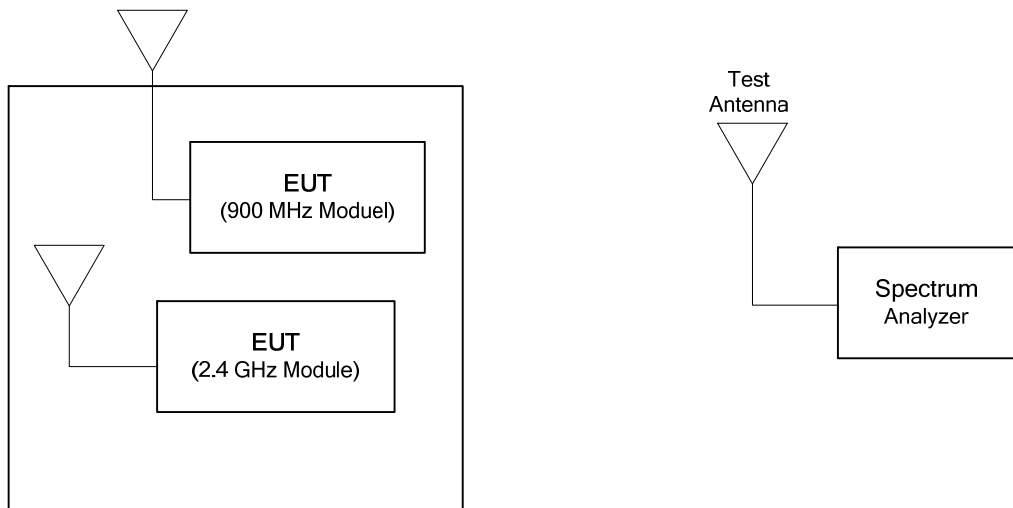 EUT
(900 MHz Moduel)
EUT
(2.4 GHz Module)
Test
Antenna
Spectrum
Analyzer